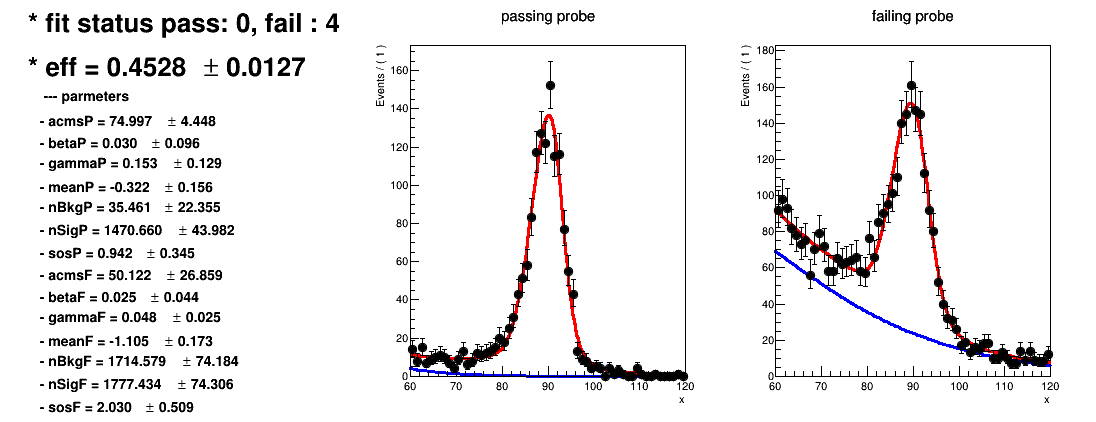 * fit status pass: 0, fail : 4
* eff = 0.4528 ± 0.0127
--- parmeters
- acmsP = 74.997 ± 4.448
- betaP = 0.030 ± 0.096
- gammaP = 0.153 ± 0.129
- meanP = -0.322 ± 0.156
- nBkgP = 35.461 ± 22.355
- nSigP = 1470.660 ± 43.982
- sosP = 0.942 ± 0.345
- acmsF = 50.122 ± 26.859
- betaF = 0.025 ± 0.044
- gammaF = 0.048 ± 0.025
- meanF = -1.105 ± 0.173
- nBkgF = 1714.579 ± 74.184
- nSigF = 1777.434 ± 74.306
- sosF = 2.030 ± 0.509
passing probe
Events / ( 1 )
160
140
120
100
80
60
40
20
0
60 70 80 90 100 110 120
x
failing probe
Events / ( 1 )
180
160
140
120
100
80
60
40
20
0
60 70 80 90 100 110 120
x